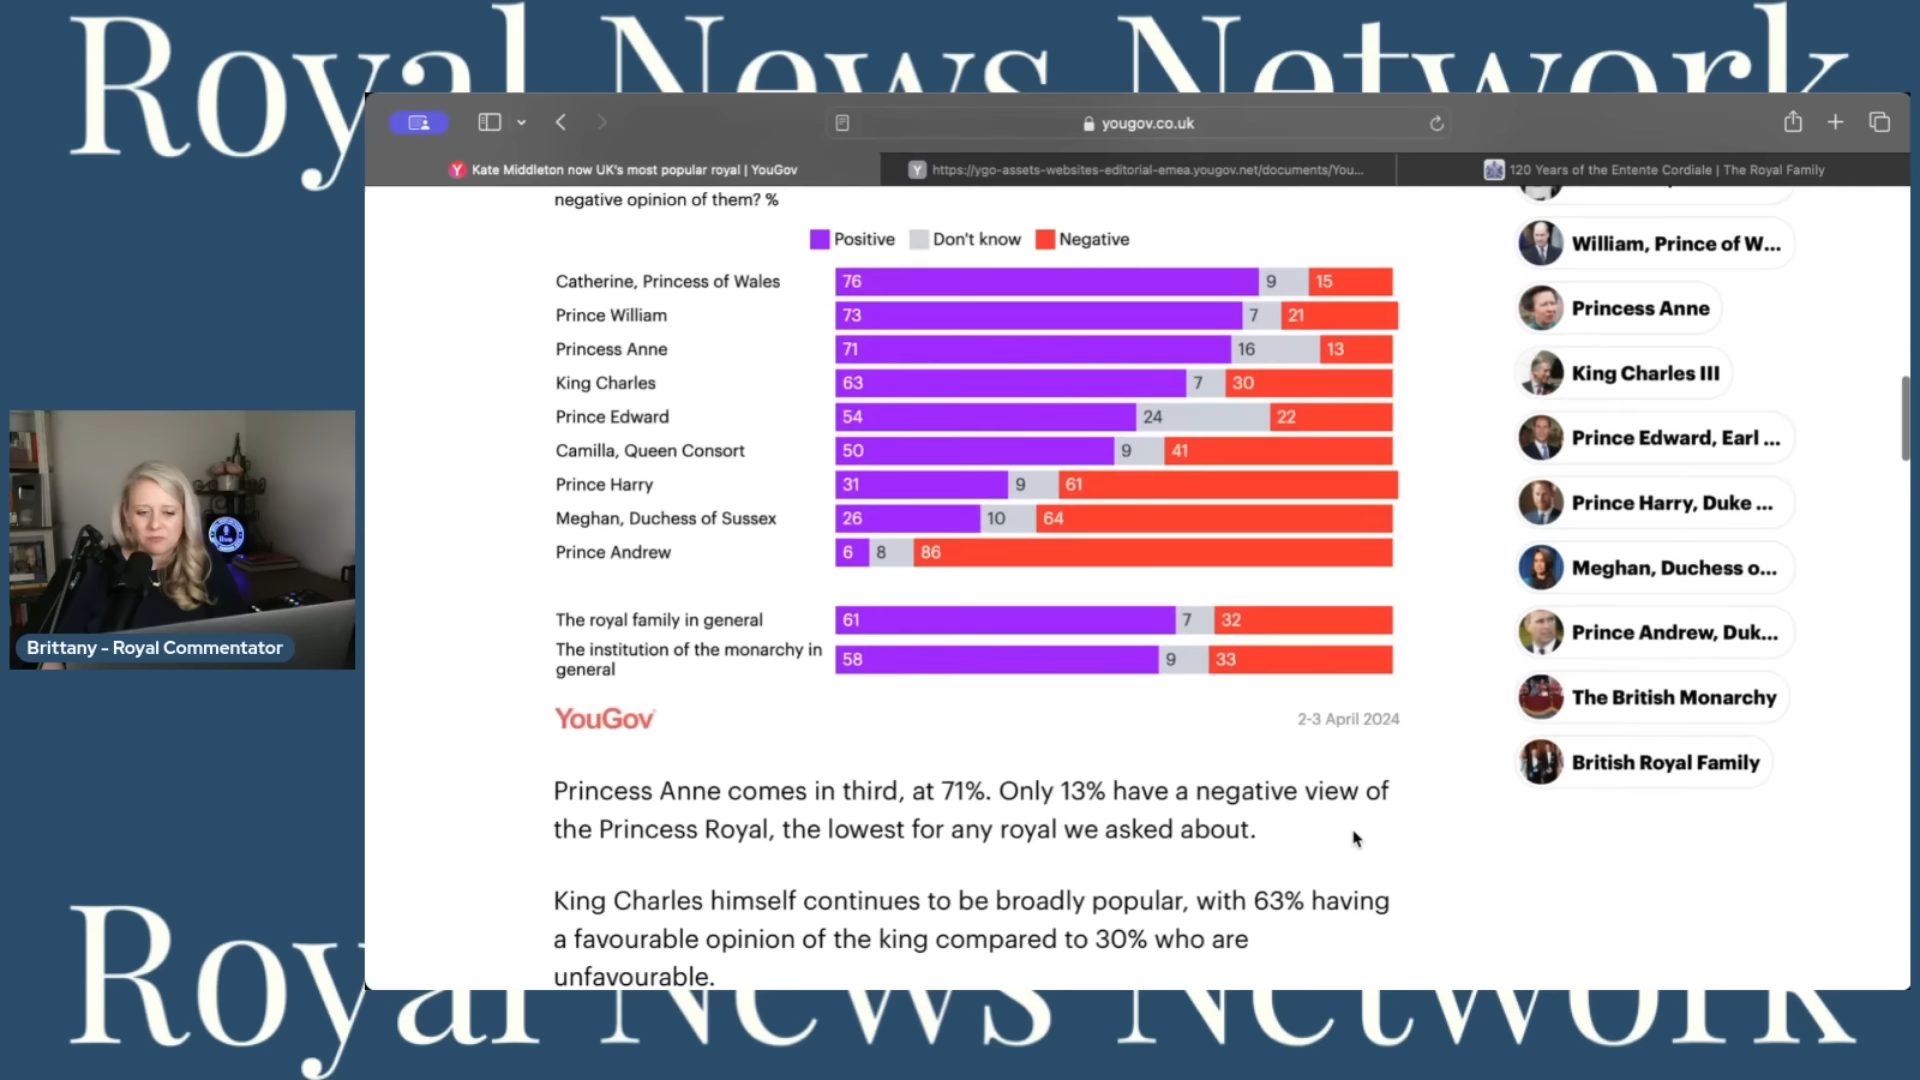 Royal News Network
yougov.co.uk
Kate Middleton now UK's most popular royal | YouGov
https://ygo-assets-websites-editorial-emea.yougov.net/documents/You...
120 Years of the Entente Cordiale | The Royal Family
negative opinion of them? %
Positive
Don't know
Negative
Catherine, Princess of Wales 76 9 15
Prince William 73 7 21
Princess Anne 71 16 13
King Charles 63 7 30
Prince Edward 54 24 22
Camilla, Queen Consort 50 9 41
Prince Harry 31 9 61
Meghan, Duchess of Sussex 26 10 64
Prince Andrew 6 8 86
The royal family in general 61 7 32
The institution of the monarchy in
general
58 9 33
YouGov
2-3 April 2024
Princess Anne comes in third, at 71%. Only 13% have a negative view of
the Princess Royal, the lowest for any royal we asked about.
King Charles himself continues to be broadly popular, with 63% having
a favourable opinion of the king compared to 30% who are
unfavourable.
William, Prince of W...
Princess Anne
King Charles III
Prince Edward, Earl ...
Prince Harry, Duke ...
Meghan, Duchess o...
Prince Andrew, Duk...
The British Monarchy
British Royal Family
live
Brittany - Royal Commentator
Royal News Network